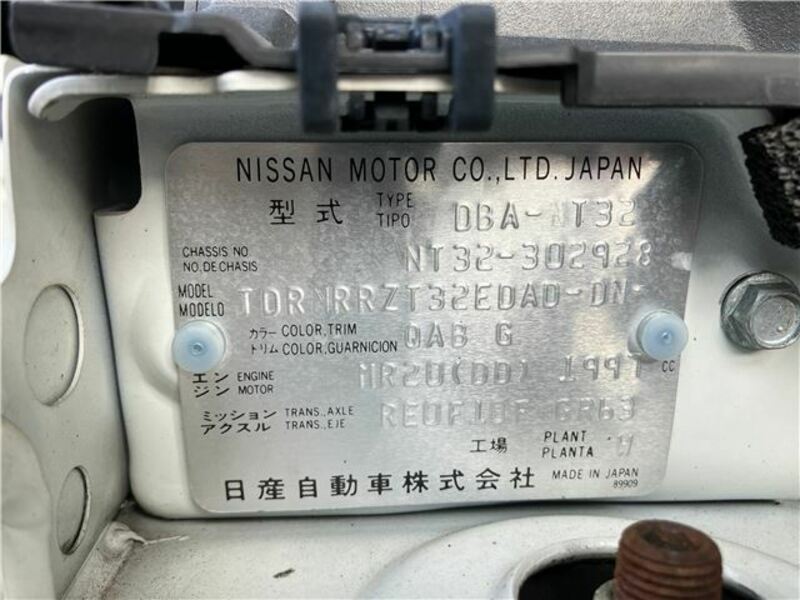 NISSAN MOTOR CO.,LTD. JAPAN
型式 TYPE TIPO DBA-NT32
CHASSIS NO. NO. DE CHASIS NT32-302928
MODEL MODELO TDRNRRZT32EDAD-DN-
カラー COLOR, TRIM
トリム COLOR, GUARNICION QAB G
エンジン ENGINE MOTOR MR20(DD) 1997 CC
ミッション TRANS., AXLE
アクスル TRANS., EJE RE0F10F GR63
工場 PLANT PLANTA W
日産自動車株式会社 MADE IN JAPAN
89909